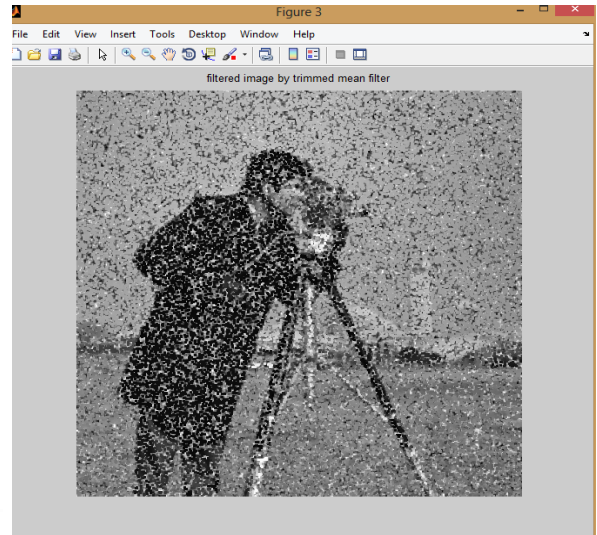 Figure 3
File Edit View Insert Tools Desktop Window Help
filtered image by trimmed mean filter